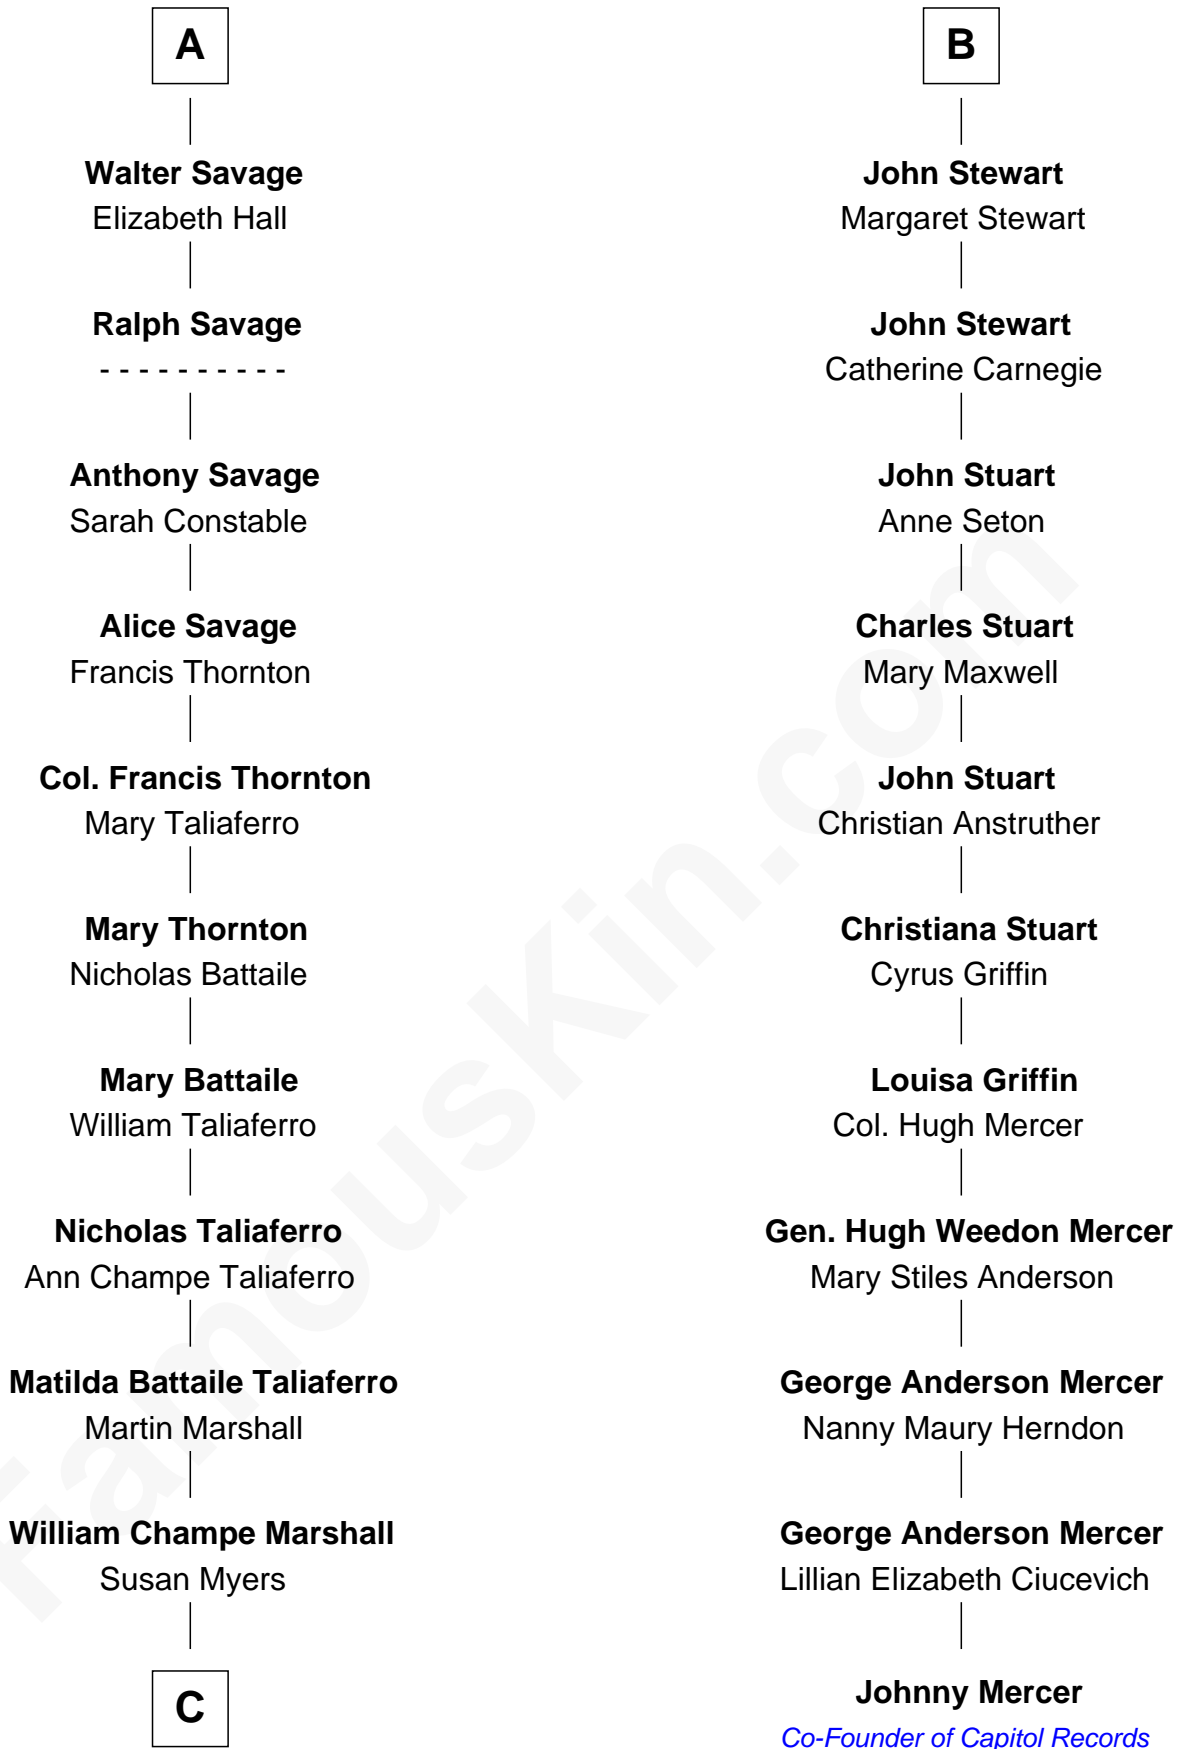 A
Walter Savage
Elizabeth Hall
Ralph Savage
- - - - - - - - - -
Anthony Savage
Sarah Constable
Alice Savage
Francis Thornton
Col. Francis Thornton
Mary Taliaferro
Mary Thornton
Nicholas Battaile
Mary Battaile
William Taliaferro
Nicholas Taliaferro
Ann Champe Taliaferro
Matilda Battaile Taliaferro
Martin Marshall
William Champe Marshall
Susan Myers
C
B
John Stewart
Margaret Stewart
John Stewart
Catherine Carnegie
John Stuart
Anne Seton
Charles Stuart
Mary Maxwell
John Stuart
Christian Anstruther
Christiana Stuart
Cyrus Griffin
Louisa Griffin
Col. Hugh Mercer
Gen. Hugh Weedon Mercer
Mary Stiles Anderson
George Anderson Mercer
Nanny Maury Herndon
George Anderson Mercer
Lillian Elizabeth Ciucevich
Johnny Mercer
Co-Founder of Capitol Records
FamousKin.com